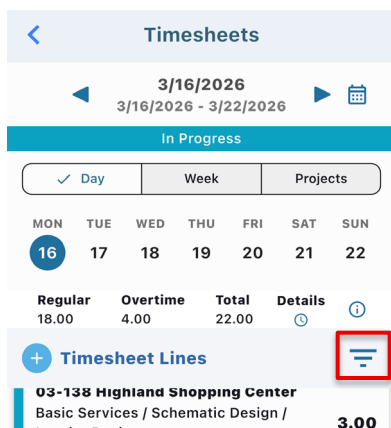 Timesheets
3/16/2026
3/16/2026 - 3/22/2026
In Progress
Day Week Projects
MON TUE WED THU FRI SAT SUN
16 17 18 19 20 21 22
Regular Overtime Total Details
18.00 4.00 22.00
Timesheet Lines
03-138 Highland Shopping Center
Basic Services / Schematic Design /
3.00